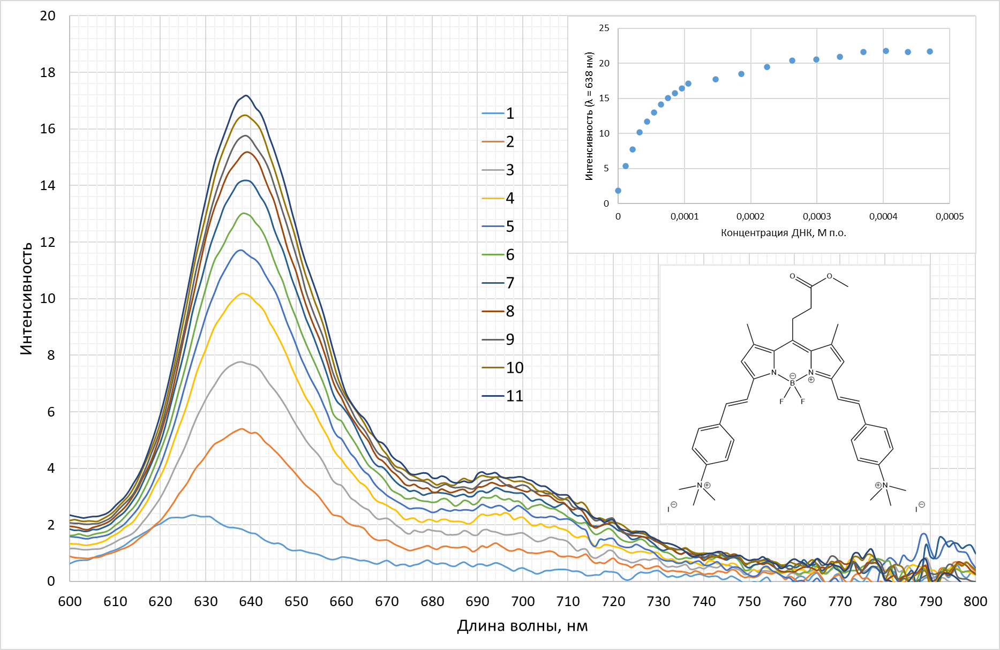 20
18
16
14
12
10
8
6
4
2
0
Интенсивность
600 610 620 630 640 650 660 670 680 690 700 710 720 730 740 750 760 770 780 790 800
Длина волны, нм
1
2
3
4
5
6
7
8
9
10
11
25
20
15
10
5
0
Интенсивность (λ = 638 нм)
0 0,0001 0,0002 0,0003 0,0004 0,0005
Концентрация ДНК, М п.о.
O O
N N
⊖ ⊕
B
F F
N ⊕ ⊕ N
I ⊖ I ⊖